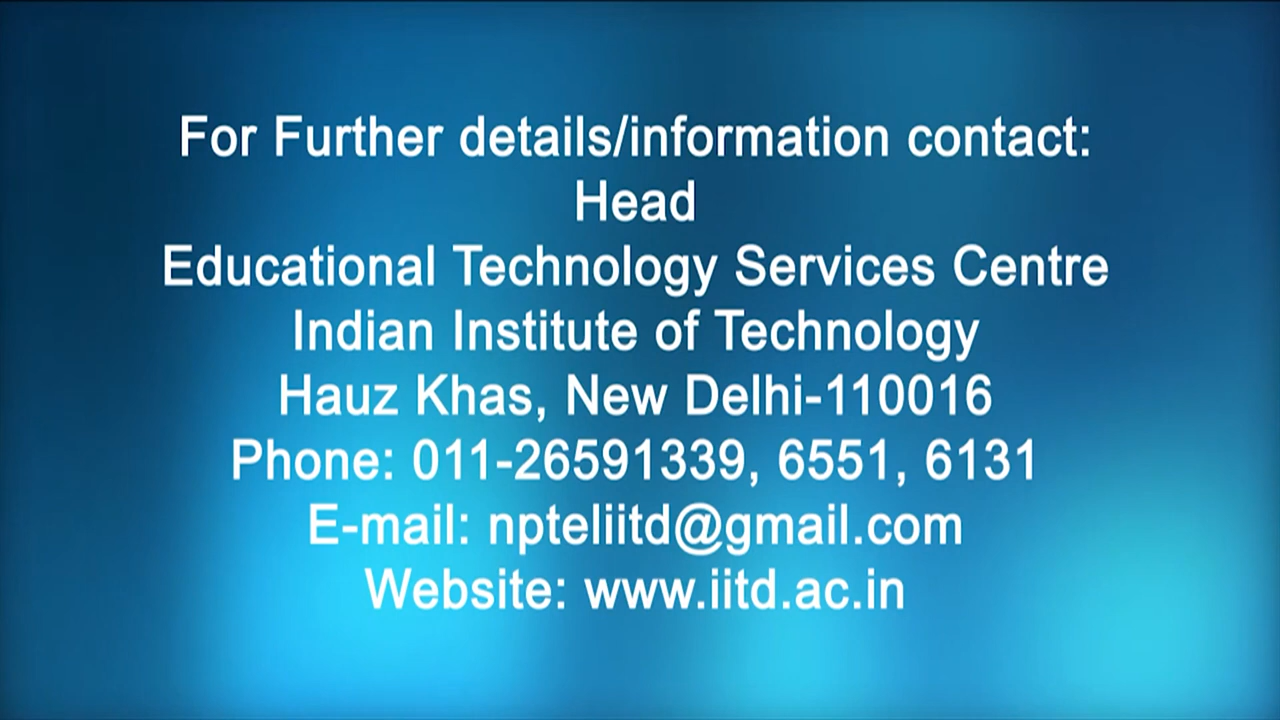 For Further details/information contact:
Head
Educational Technology Services Centre
Indian Institute of Technology
Hauz Khas, New Delhi-110016
Phone: 011-26591339, 6551, 6131
E-mail: npteliitd@gmail.com
Website: www.iitd.ac.in